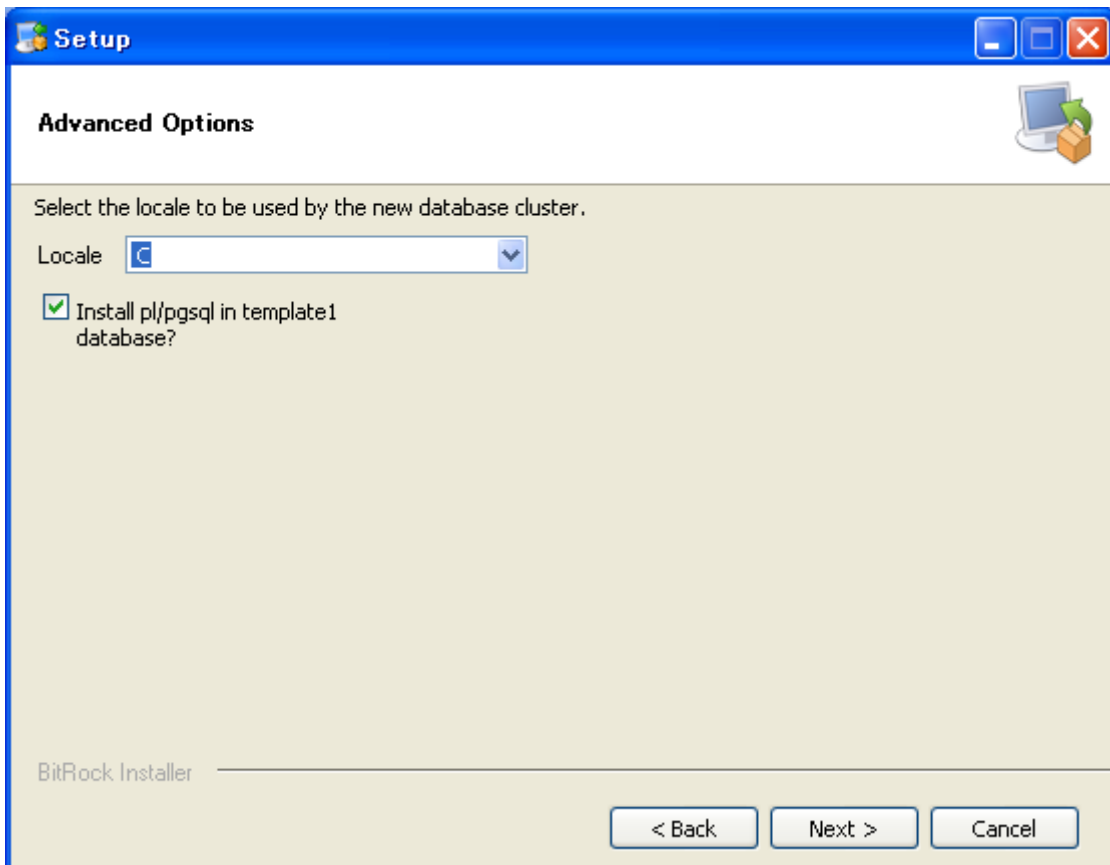 Setup
Advanced Options
Select the locale to be used by the new database cluster.
Locale C
Install pl/pgsql in template1
database?
BitRock Installer
< Back Next > Cancel